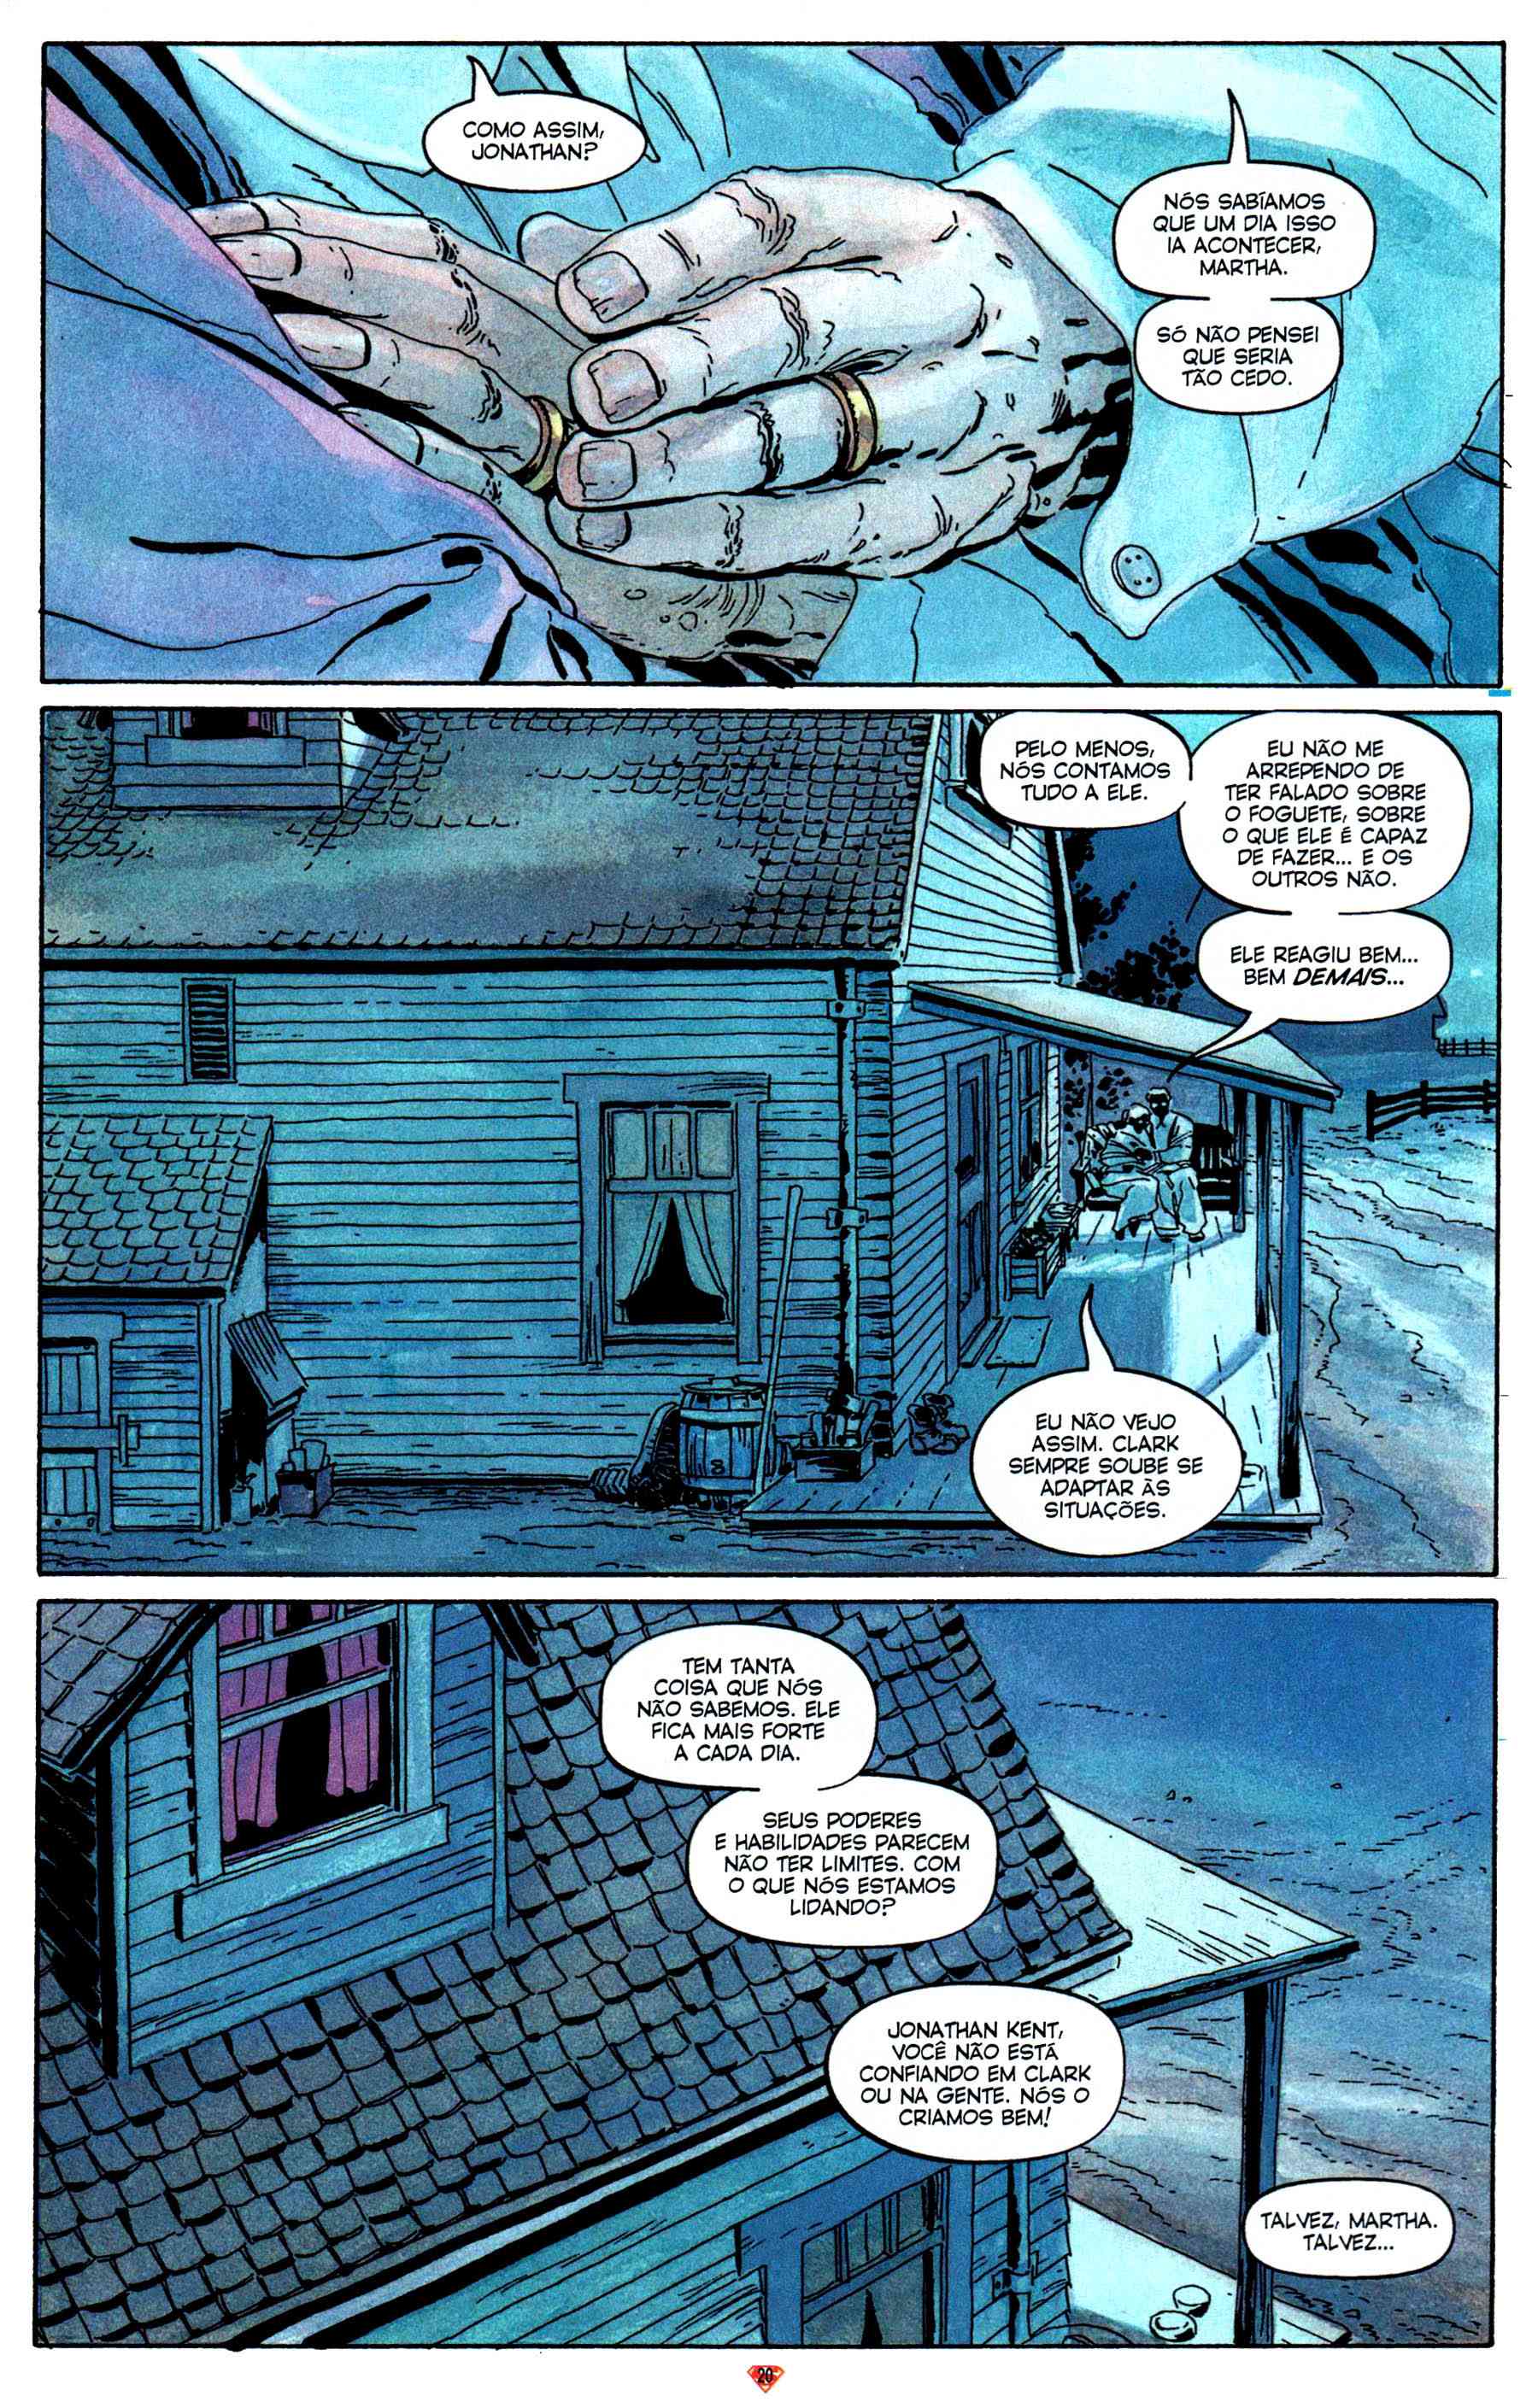 COMO ASSIM,
JONATHAN?
NÓS SABÍAMOS
QUE UM DIA ISSO
IA ACONTECER,
MARTHA.
SÓ NÃO PENSEI
QUE SERIA
TÃO CEDO.
PELO MENOS,
NÓS CONTAMOS
TUDO A ELE.
EU NÃO ME
ARREPENDO DE
TER FALADO SOBRE
O FOGUETE, SOBRE
O QUE ELE É CAPAZ
DE FAZER... E OS
OUTROS NÃO.
ELE REAGIU BEM...
BEM DEMAIS...
EU NÃO VEJO
ASSIM. CLARK
SEMPRE SOUBE SE
ADAPTAR ÀS
SITUAÇÕES.
8
TEM TANTA
COISA QUE NÓS
NÃO SABEMOS. ELE
FICA MAIS FORTE
A CADA DIA.
SEUS PODERES
E HABILIDADES PARECEM
NÃO TER LIMITES. COM
O QUE NÓS ESTAMOS
LIDANDO?
JONATHAN KENT,
VOCÊ NÃO ESTÁ
CONFIANDO EM CLARK
OU NA GENTE. NÓS O
CRIAMOS BEM!
TALVEZ, MARTHA.
TALVEZ...
20